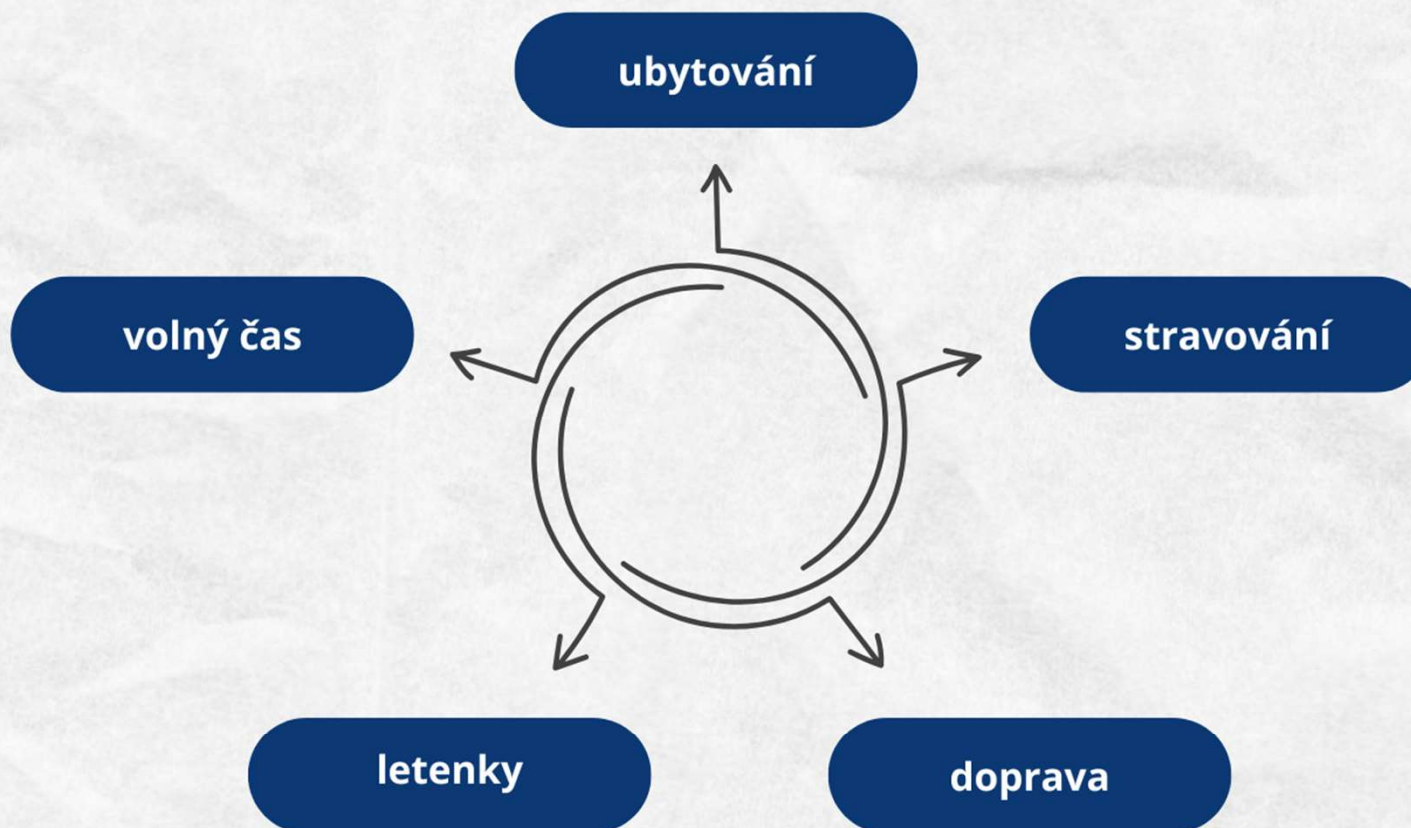 ubytování
volný čas
stravování
letenky
doprava